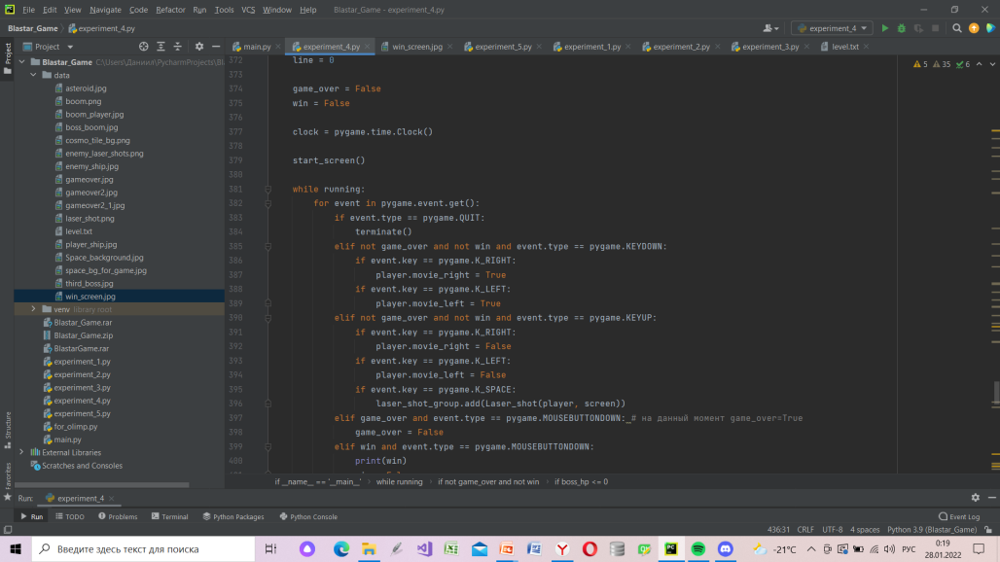 File Edit View Navigate Code Refactor Run Tools VCS Window Help Blastar_Game - experiment_4.py
Blastar_Game experiment_4.py experiment_4
Project main.py experiment_4.py win_screen.jpg experiment_5.py experiment_1.py experiment_2.py experiment_3.py level.txt
Project
Blastar_Game C:\Users\Даниил\PycharmProjects\Bl
data
asteroid.jpg
boom.png
boom_player.jpg
boss_boom.jpg
cosmo_tile_bg.png
enemy_laser_shots.png
enemy_ship.jpg
gameover.jpg
gameover2.jpg
gameover2_1.jpg
laser_shot.png
level.txt
player_ship.jpg
Space_background.jpg
space_bg_for_game.jpg
third_boss.jpg
win_screen.jpg
venv library root
Blastar_Game.rar
Blastar_Game.zip
BlastarGame.rar
experiment_1.py
experiment_2.py
experiment_3.py
experiment_4.py
experiment_5.py
for_olimp.py
main.py
External Libraries
Scratches and Consoles
Structure
Favorites
5 35 6
372 line = 0
373
374 game_over = False
375 win = False
376
377 clock = pygame.time.Clock()
378
379 start_screen()
380
381 while running:
382 for event in pygame.event.get():
383 if event.type == pygame.QUIT:
384 terminate()
385 elif not game_over and not win and event.type == pygame.KEYDOWN:
386 if event.key == pygame.K_RIGHT:
387 player.movie_right = True
388 if event.key == pygame.K_LEFT:
389 player.movie_left = True
390 elif not game_over and not win and event.type == pygame.KEYUP:
391 if event.key == pygame.K_RIGHT:
392 player.movie_right = False
393 if event.key == pygame.K_LEFT:
394 player.movie_left = False
395 if event.key == pygame.K_SPACE:
396 laser_shot_group.add(Laser_shot(player, screen))
397 elif game_over and event.type == pygame.MOUSEBUTTONDOWN: # на данный момент game_over=True
398 game_over = False
399 elif win and event.type == pygame.MOUSEBUTTONDOWN:
400 print(win)
if __name__ == '__main__' while running if not game_over and not win if boss_hp <= 0
Run: experiment_4
Run TODO Problems Terminal Python Packages Python Console Event Log
436:31 CRLF UTF-8 4 spaces Python 3.9 (Blastar_Game)
Введите здесь текст для поиска
-21°C РУС
0:19
28.01.2022